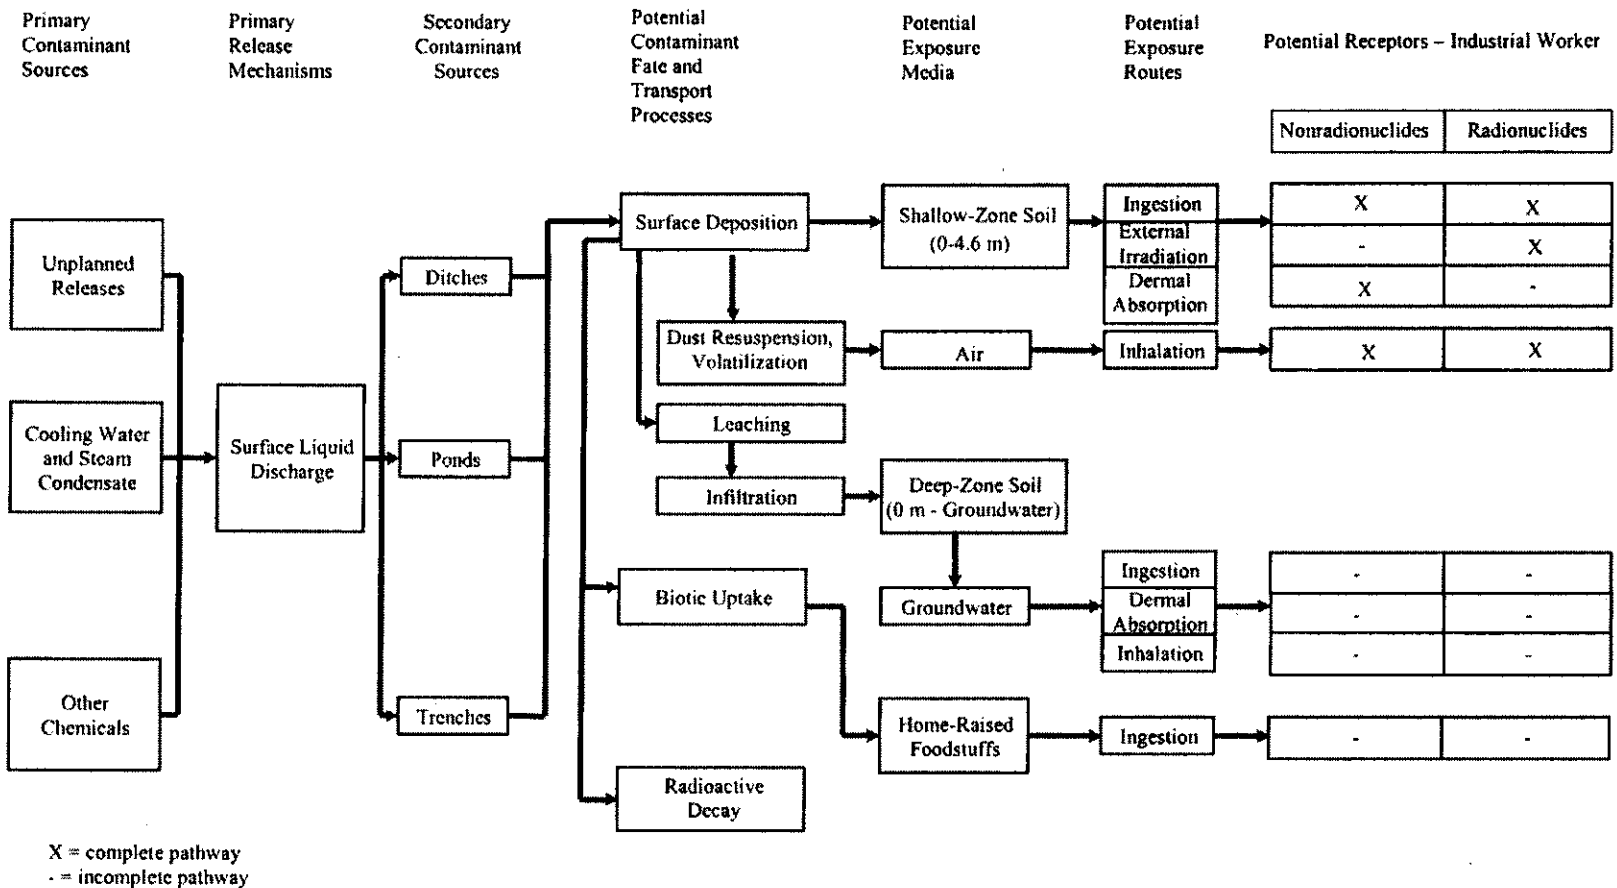 Primary
Contaminant
Sources
Primary
Release
Mechanisms
Secondary
Contaminant
Sources
Potential
Contaminant
Fate and
Transport
Processes
Potential
Exposure
Media
Potential
Exposure
Routes
Potential Receptors – Industrial Worker
Nonradionuclides
Radionuclides
Unplanned
Releases
Cooling Water
and Steam
Condensate
Other
Chemicals
Surface Liquid
Discharge
Ditches
Ponds
Trenches
Surface Deposition
Dust Resuspension,
Volatilization
Leaching
Infiltration
Biotic Uptake
Radioactive
Decay
Shallow-Zone Soil
(0-4.6 m)
Air
Deep-Zone Soil
(0 m - Groundwater)
Groundwater
Home-Raised
Foodstuffs
Ingestion
X X
External
Irradiation
- X
Dermal
Absorption
X -
Inhalation
X X
Ingestion
- -
Dermal
Absorption
- -
Inhalation
- -
Ingestion
- -
X = complete pathway
- = incomplete pathway